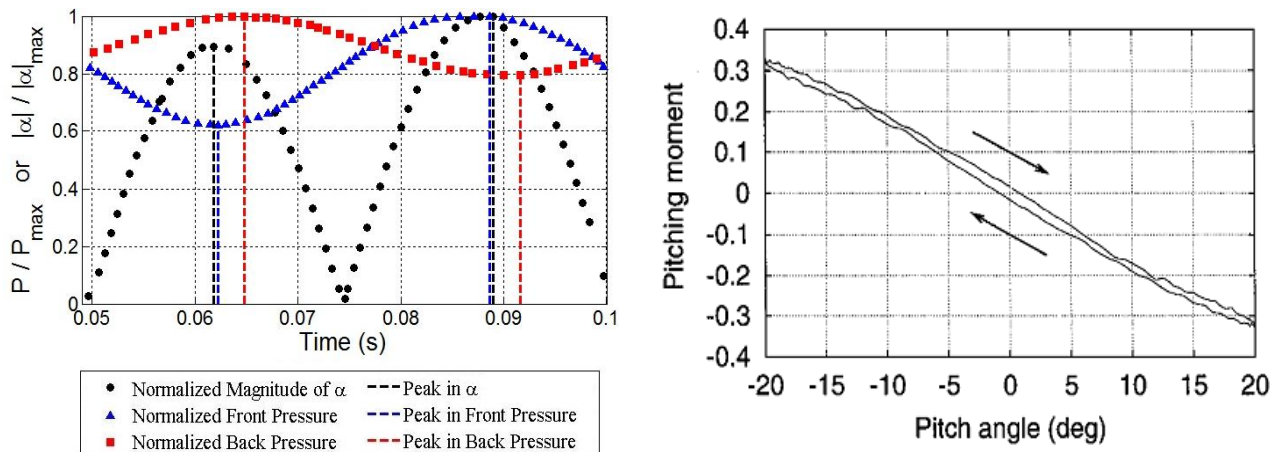 P / P_max or |α| / |α|_max
1
0.8
0.6
0.4
0.2
0
0.05 0.06 0.07 0.08 0.09 0.1
Time (s)
Normalized Magnitude of α
Normalized Front Pressure
Normalized Back Pressure
Peak in α
Peak in Front Pressure
Peak in Back Pressure
Pitching moment
0.4
0.3
0.2
0.1
0
-0.1
-0.2
-0.3
-0.4
-20 -15 -10 -5 0 5 10 15 20
Pitch angle (deg)